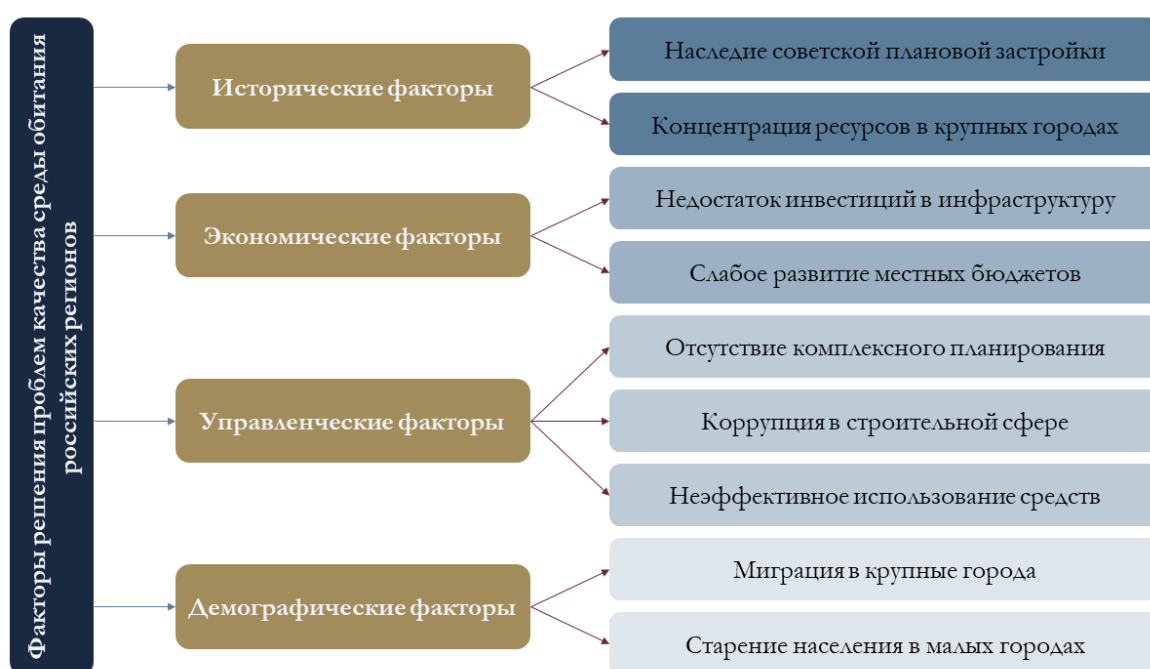 Факторы решения проблем качества среды обитания
российских регионов
Исторические факторы
Наследие советской плановой застройки
Концентрация ресурсов в крупных городах
Экономические факторы
Недостаток инвестиций в инфраструктуру
Слабое развитие местных бюджетов
Управленческие факторы
Отсутствие комплексного планирования
Коррупция в строительной сфере
Неэффективное использование средств
Демографические факторы
Миграция в крупные города
Старение населения в малых городах